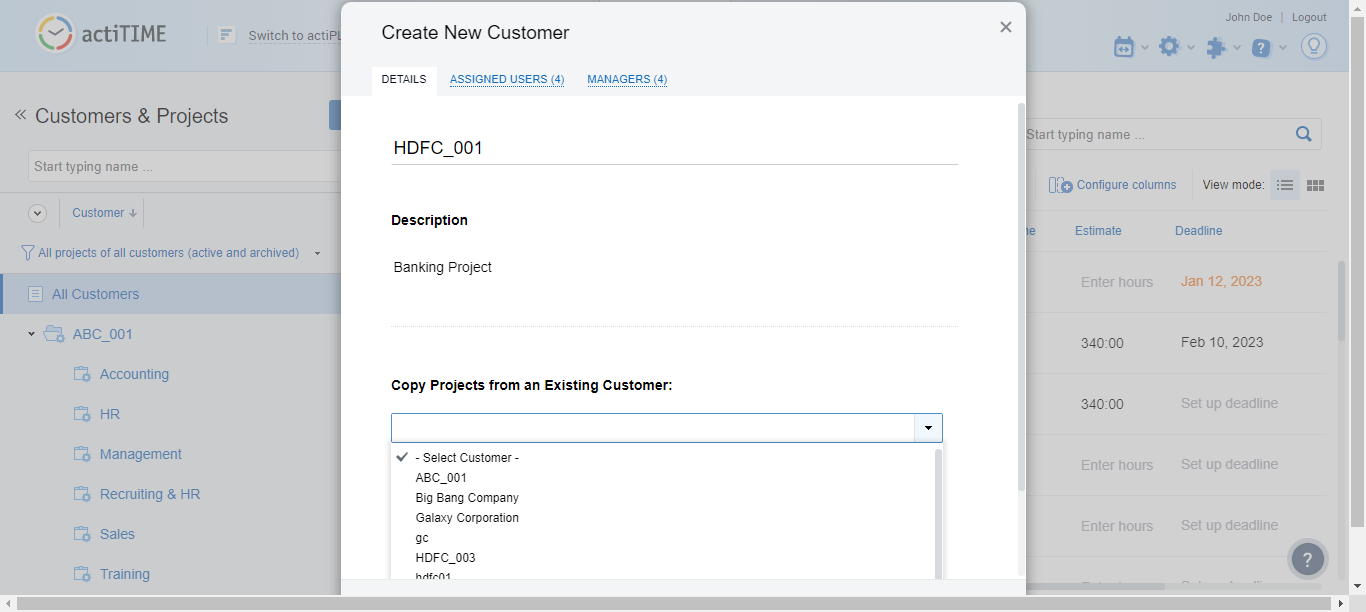 actiTIME
Switch to actiPL
John Doe | Logout
Create New Customer
DETAILS
ASSIGNED USERS (4)
MANAGERS (4)
Customers & Projects
Start typing name ...
Customer
All projects of all customers (active and archived)
All Customers
ABC_001
Accounting
HR
Management
Recruiting & HR
Sales
Training
HDFC_001
Description
Banking Project
Copy Projects from an Existing Customer:
- Select Customer -
ABC_001
Big Bang Company
Galaxy Corporation
gc
HDFC_003
hdfc01
Start typing name ...
Configure columns
View mode:
Estimate
Deadline
Enter hours
Jan 12, 2023
340:00
Feb 10, 2023
340:00
Set up deadline
Enter hours
Set up deadline
Enter hours
Set up deadline
?